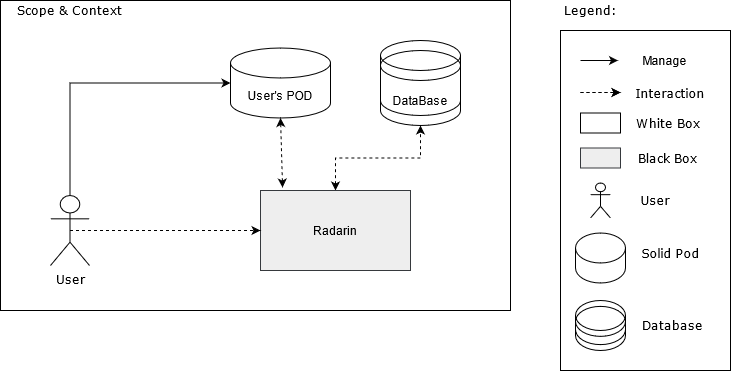 Scope & Context
User's POD
DataBase
Radarin
User
Legend:
Manage
Interaction
White Box
Black Box
User
Solid Pod
Database